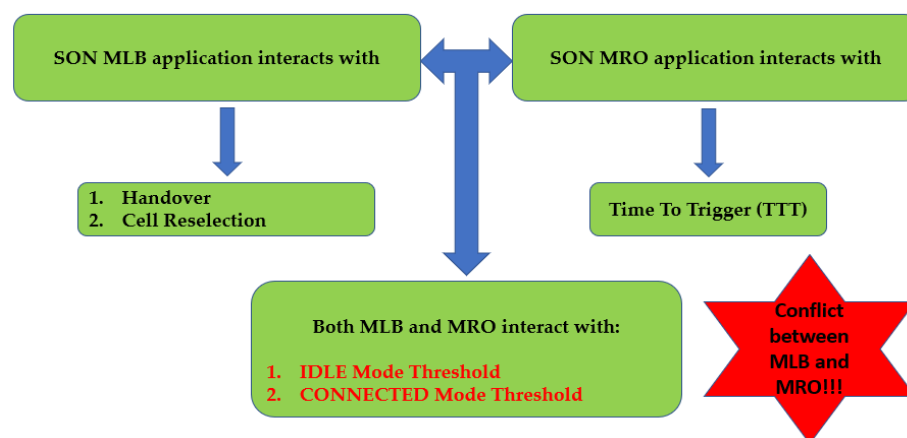 SON MLB application interacts with
SON MRO application interacts with
1. Handover
2. Cell Reselection
Time To Trigger (TTT)
Both MLB and MRO interact with:
1. IDLE Mode Threshold
2. CONNECTED Mode Threshold
Conflict
between
MLB and
MRO!!!